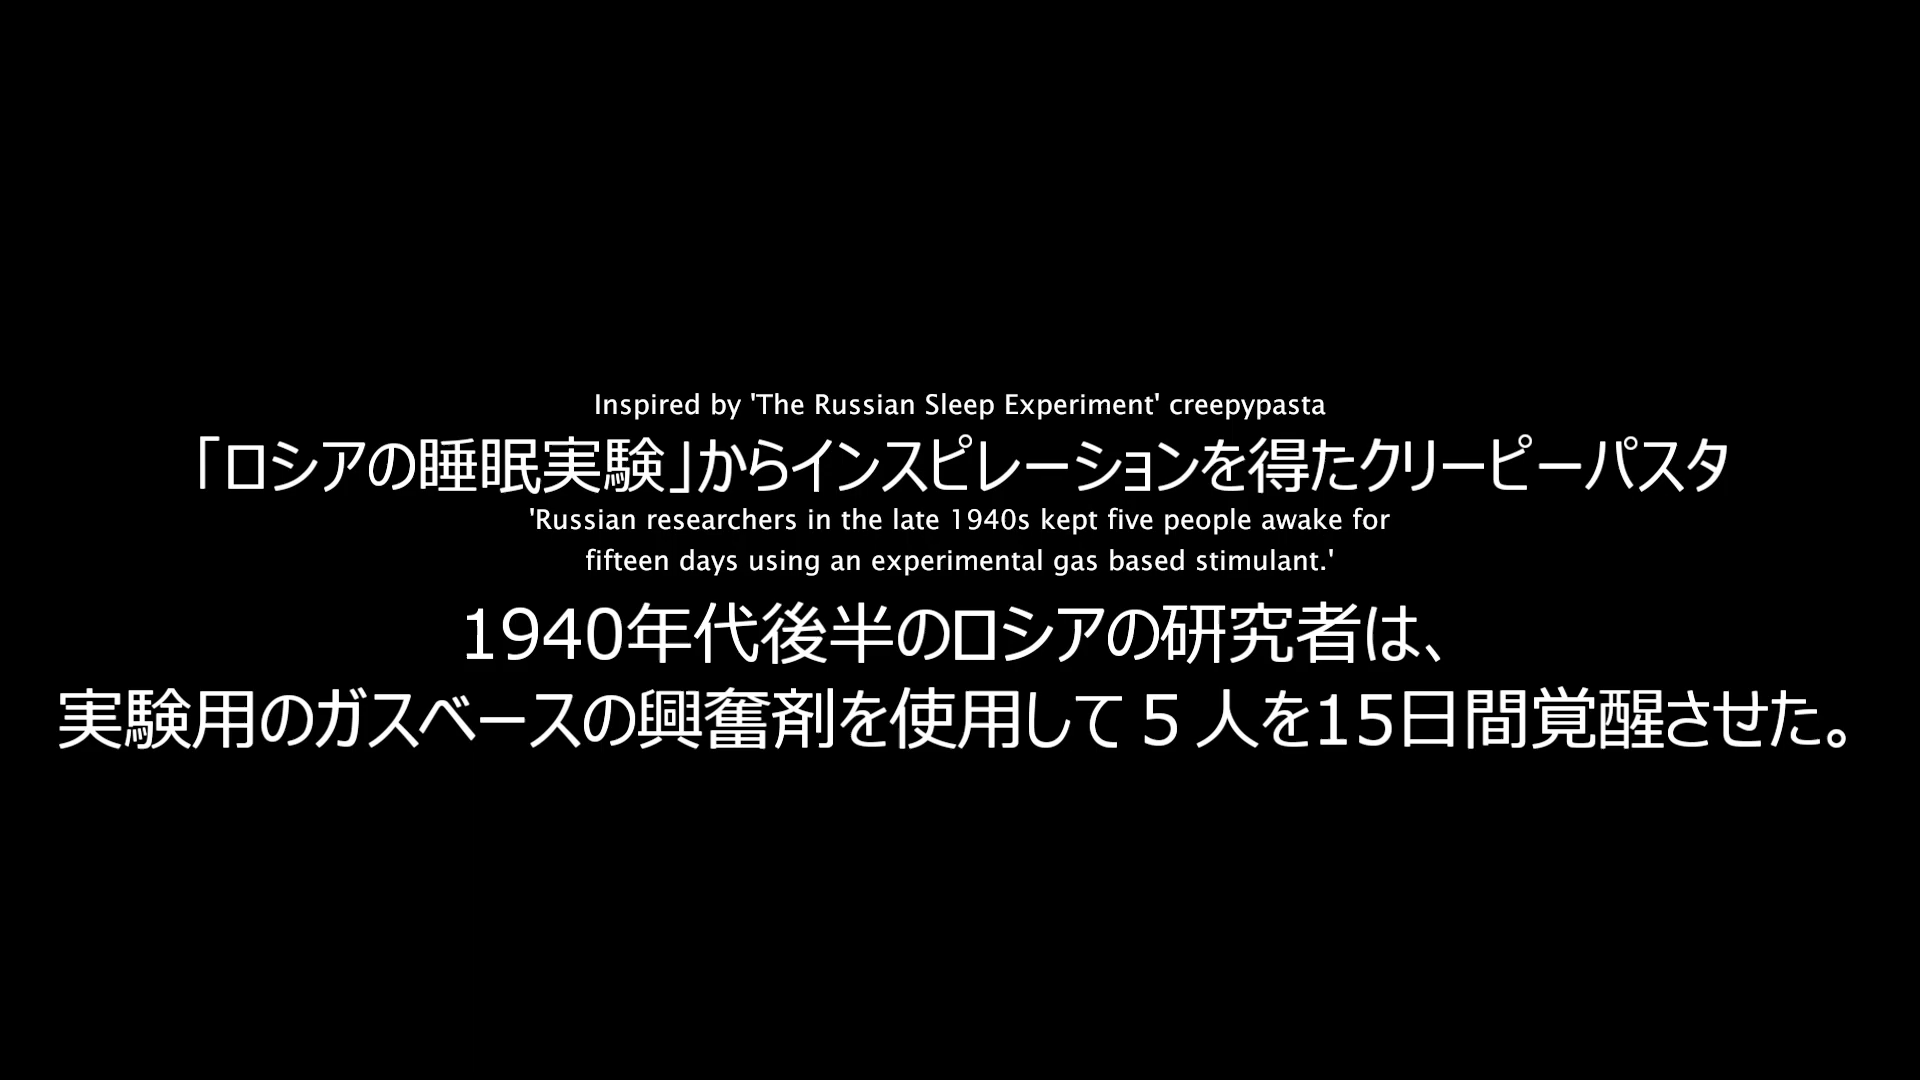 Inspired by 'The Russian Sleep Experiment' creepypasta
「ロシアの睡眠実験」からインスピレーションを得たクリーピーパスタ
'Russian researchers in the late 1940s kept five people awake for
fifteen days using an experimental gas based stimulant.'
1940年代後半のロシアの研究者は、
実験用のガスベースの興奮剤を使用して５人を15日間覚醒させた。